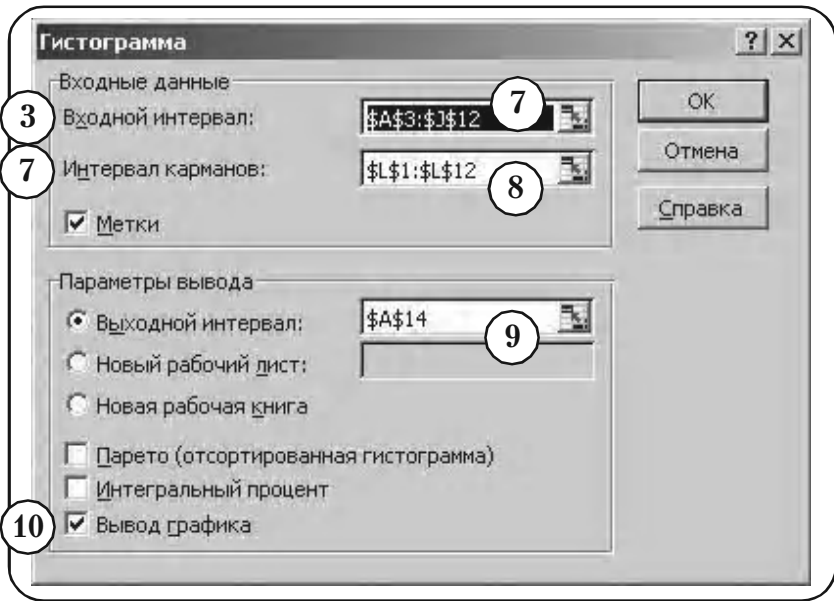 Гистограмма
Входные данные
3 Входной интервал: $A$3:$J$12 7
7 Интервал карманов: $L$1:$L$12 8
Метки
OK
Отмена
Справка
Параметры вывода
Выходной интервал: $A$14 9
Новый рабочий лист:
Новая рабочая книга
Парето (отсортированная гистограмма)
Интегральный процент
10 Вывод графика